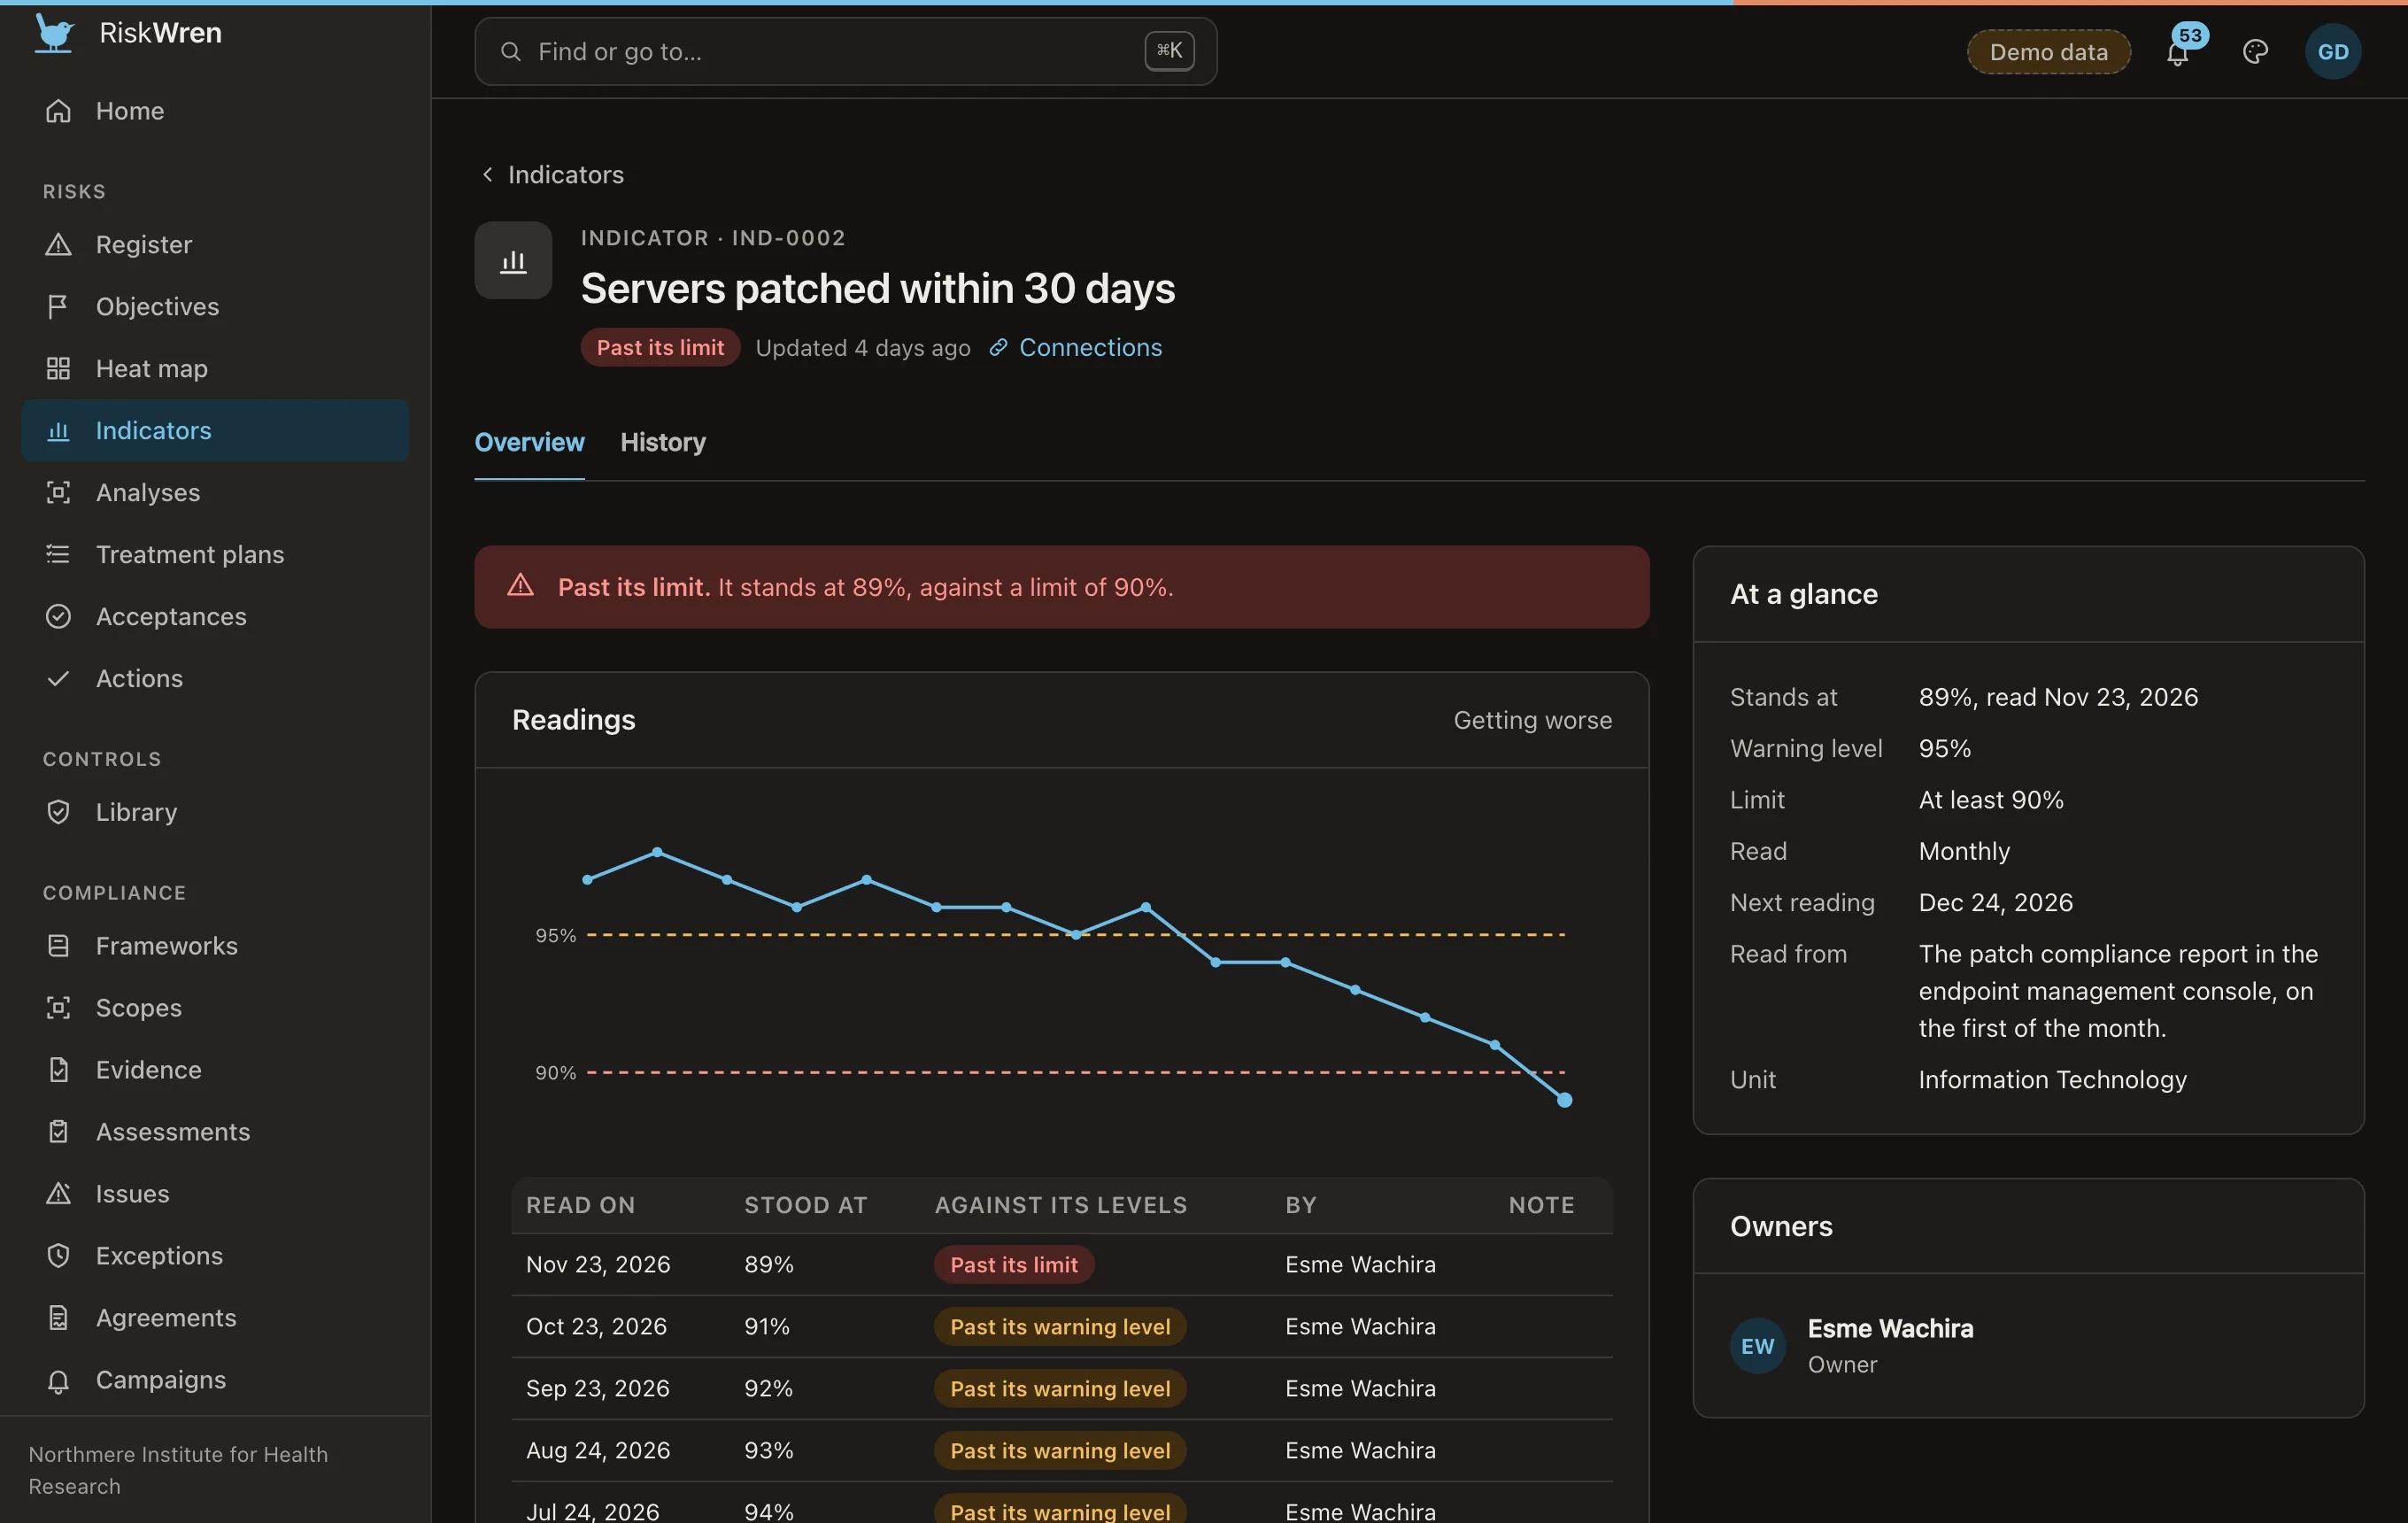 RiskWren
Find or go to...
⌘K
Demo data
53
GD
Home
RISKS
Register
Objectives
Heat map
Indicators
Analyses
Treatment plans
Acceptances
Actions
CONTROLS
Library
COMPLIANCE
Frameworks
Scopes
Evidence
Assessments
Issues
Exceptions
Agreements
Campaigns
Northmere Institute for Health
Research
Indicators
INDICATOR · IND-0002
Servers patched within 30 days
Past its limit Updated 4 days ago Connections
Overview History
Past its limit. It stands at 89%, against a limit of 90%.
Readings Getting worse
95%
90%
READ ON STOOD AT AGAINST ITS LEVELS BY NOTE
Nov 23, 2026 89% Past its limit Esme Wachira
Oct 23, 2026 91% Past its warning level Esme Wachira
Sep 23, 2026 92% Past its warning level Esme Wachira
Aug 24, 2026 93% Past its warning level Esme Wachira
Jul 24, 2026 94% Past its warning level Esme Wachira
At a glance
Stands at 89%, read Nov 23, 2026
Warning level 95%
Limit At least 90%
Read Monthly
Next reading Dec 24, 2026
Read from The patch compliance report in the
endpoint management console, on
the first of the month.
Unit Information Technology
Owners
EW
Esme Wachira
Owner